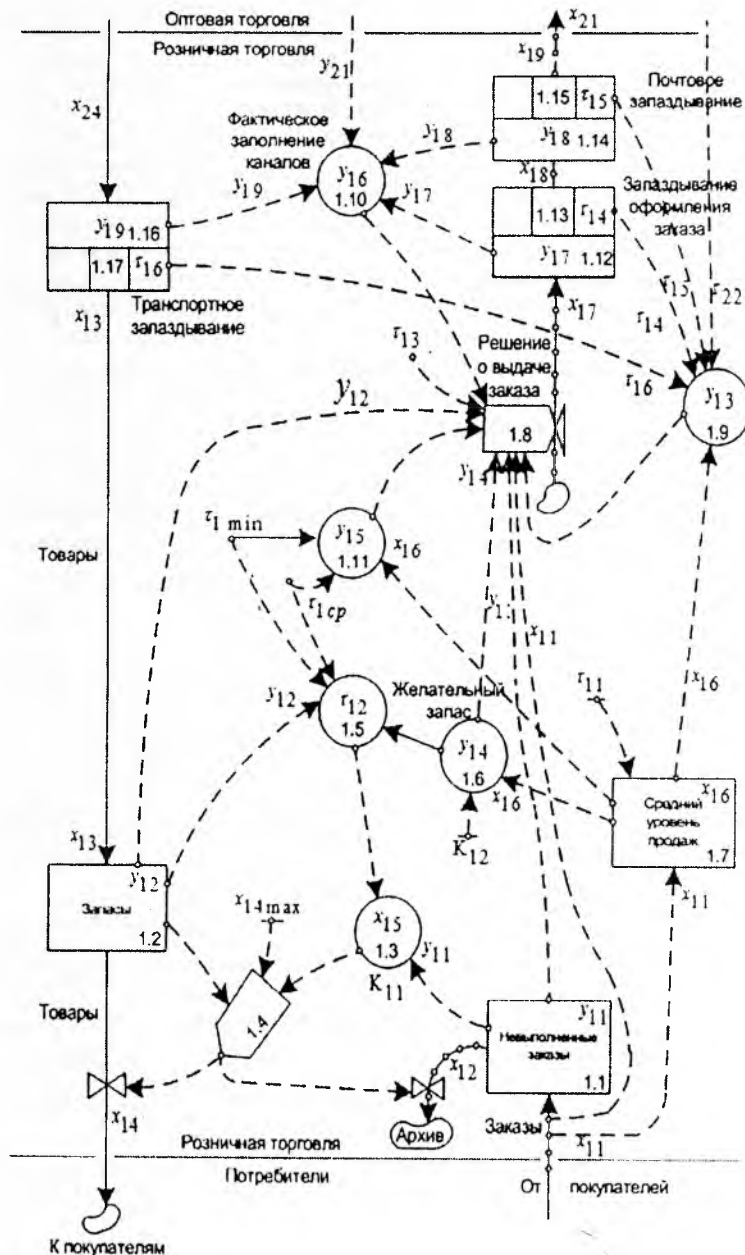 Оптовая торговля
Розничная торговля
x21
x19
y21
x24
Фактическое
заполнение
каналов
y16
1.10
y19
y18
y17
1.15 τ15
y18 1.14
x18
1.13 τ14
y17 1.12
x17
Почтовое
запаздывание
Запаздывание
оформления
заказа
y19 1.16
1.17 τ16
x13
Транспортное
запаздывание
τ13
Решение
о выдаче
заказа
1.8
τ15
τ22
τ14
τ16
y13
1.9
y12
y14
τ1 min
y15
1.11
x16
τ1cp
Товары
y11
x11
y12
τ12
1.5
Желательный
запас
y14
1.6
x16
K12
τ11
x16
x16
Средний
уровень
продаж
1.7
x11
x13
y12
Запасы
1.2
x14max
x15
1.3
K11
y11
1.4
Товары
y11
Невыполненные
заказы
1.1
x12
x14
Архив
Заказы
x11
Розничная торговля
Потребители
От покупателей
К покупателям